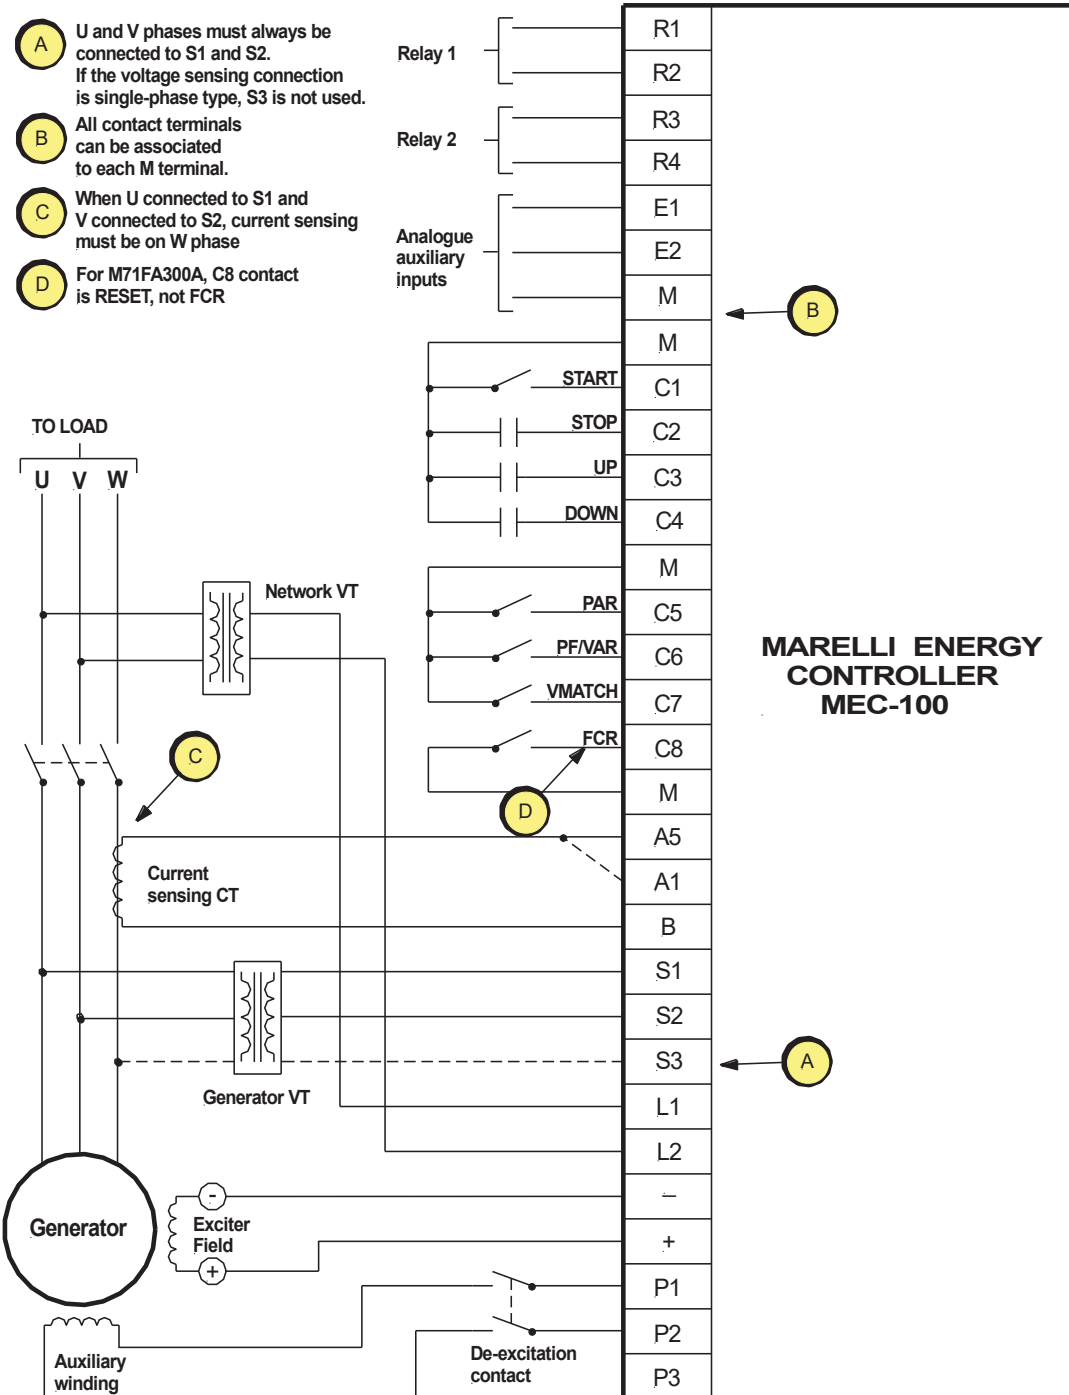 A
U and V phases must always be
connected to S1 and S2.
If the voltage sensing connection
is single-phase type, S3 is not used.
B
All contact terminals
can be associated
to each M terminal.
C
When U connected to S1 and
V connected to S2, current sensing
must be on W phase
D
For M71FA300A, C8 contact
is RESET, not FCR
Relay 1
R1
R2
Relay 2
R3
R4
Analogue
auxiliary
inputs
E1
E2
M
B
M
START
C1
STOP
C2
UP
C3
DOWN
C4
M
PAR
C5
PF/VAR
C6
VMATCH
C7
FCR
C8
M
D
A5
A1
B
S1
S2
S3
A
L1
L2
–
+
P1
P2
P3
MARELLI ENERGY
CONTROLLER
MEC-100
TO LOAD
U V W
Network VT
C
Current
sensing CT
Generator VT
Generator
-
Exciter
Field
+
Auxiliary
winding
De-excitation
contact